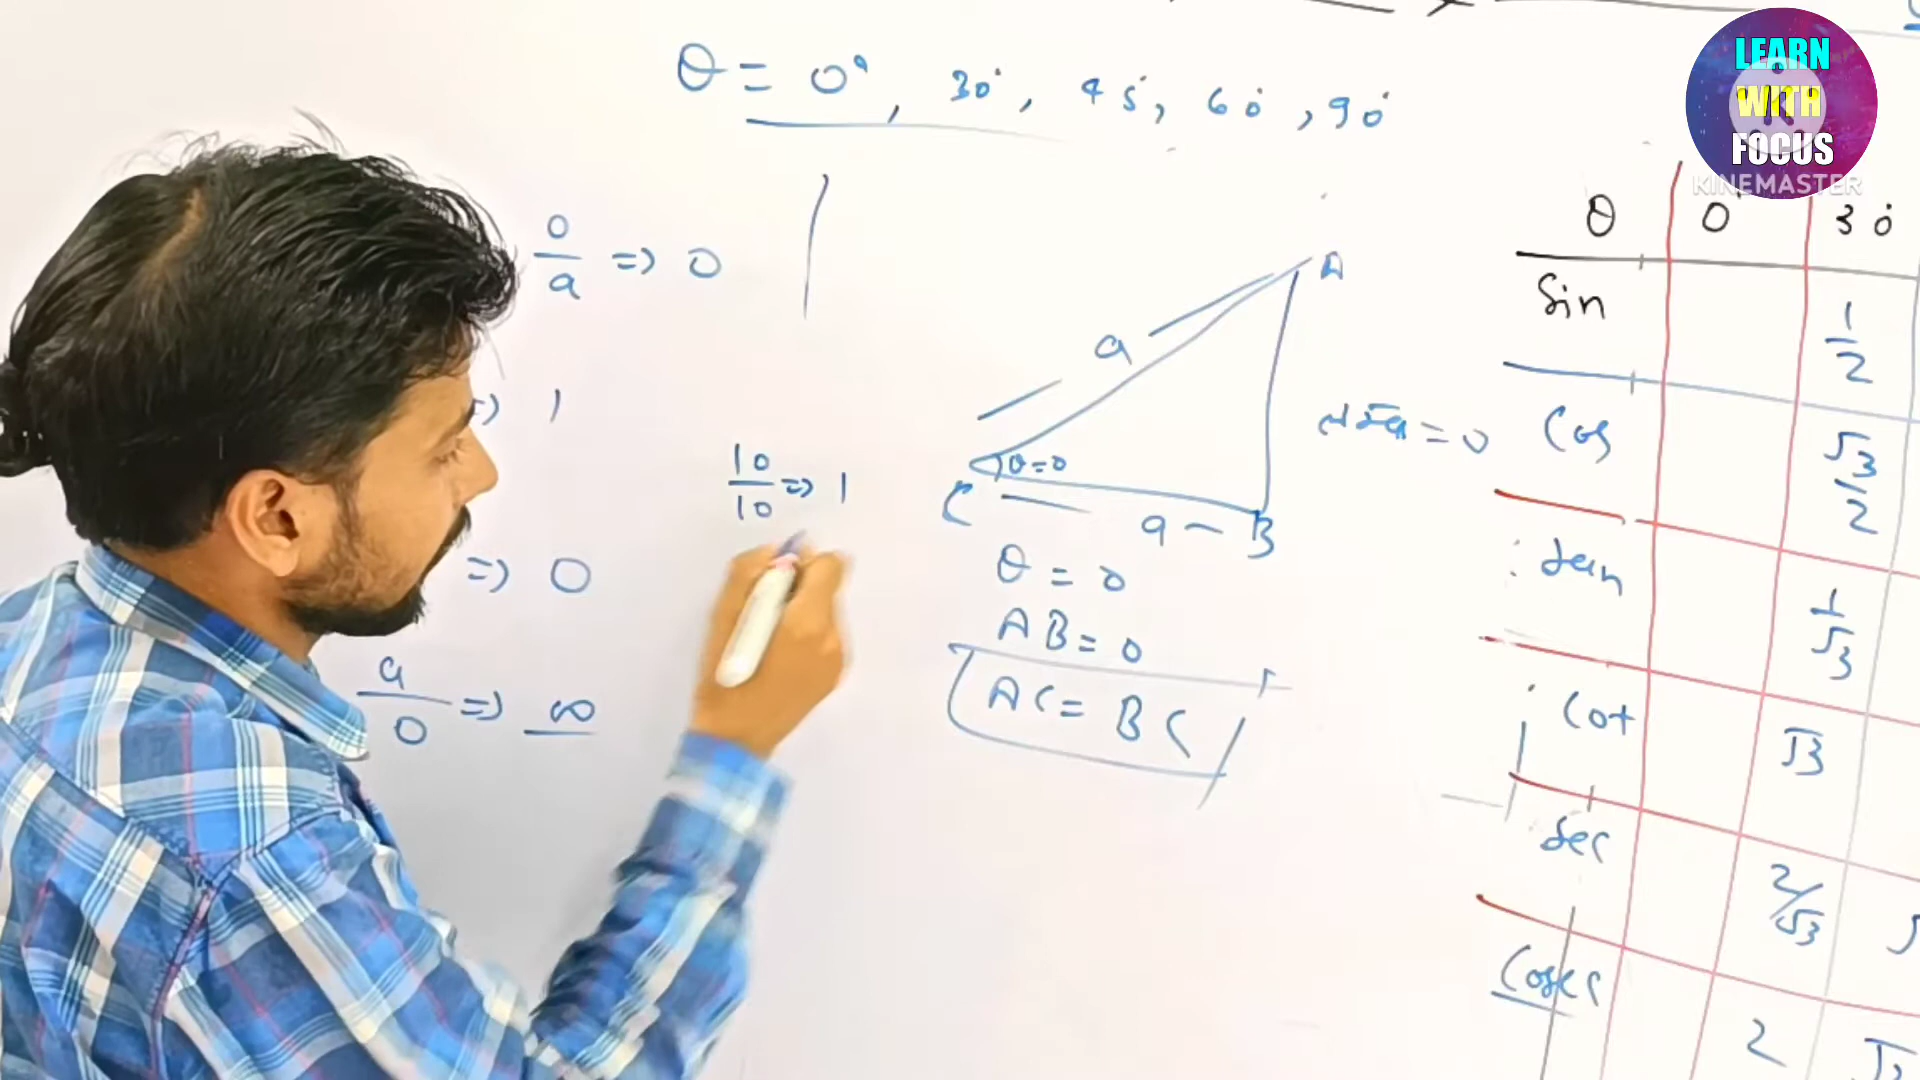 θ = 0°, 30°, 45°, 60°, 90°
0/a => 0
=> 1
10/10 => 1
=> 0
a/0 => ∞
A
a
θ=0
C
a
B
= 0
θ = 0
AB = 0
AC = BC
θ 0° 30°
Sin 1/2
Cos √3/2
tan 1/√3
Cot √3
Sec 2/√3
Cosec 2
LEARN
WITH
FOCUS
KINEMASTER